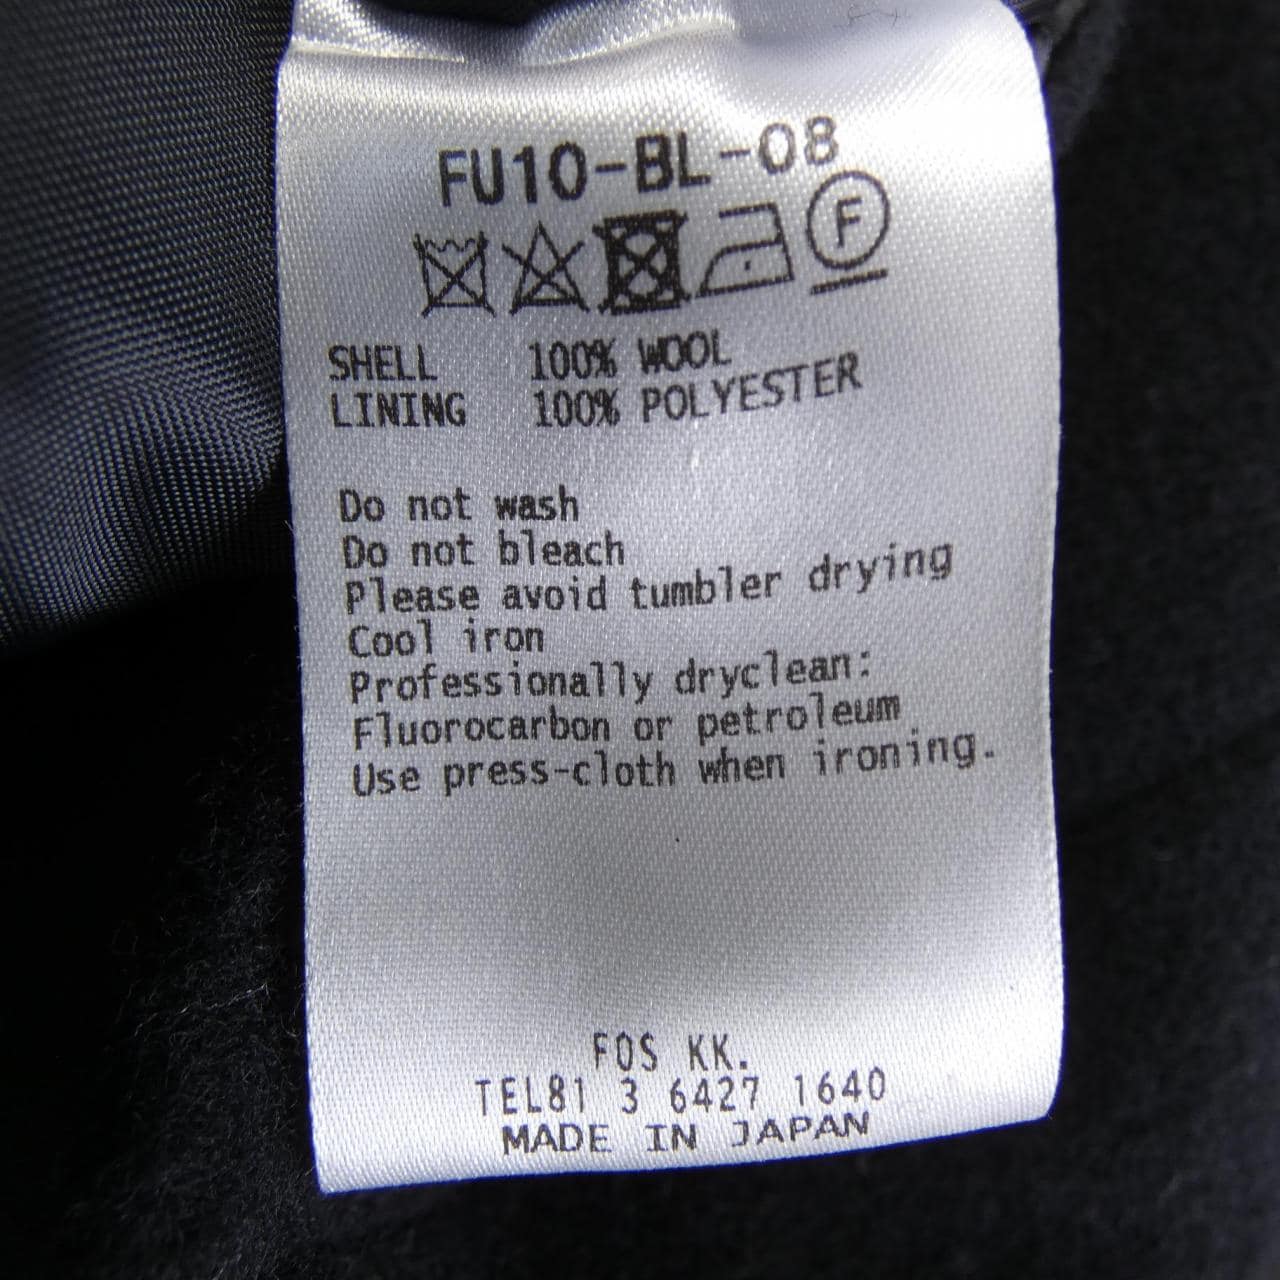 FU10-BL-08
F
SHELL 100% WOOL
LINING 100% POLYESTER
Do not wash
Do not bleach
Please avoid tumbler drying
Cool iron
Professionally dryclean:
Fluorocarbon or petroleum
Use press-cloth when ironing.
FOS KK.
TEL81 3 6427 1640
MADE IN JAPAN